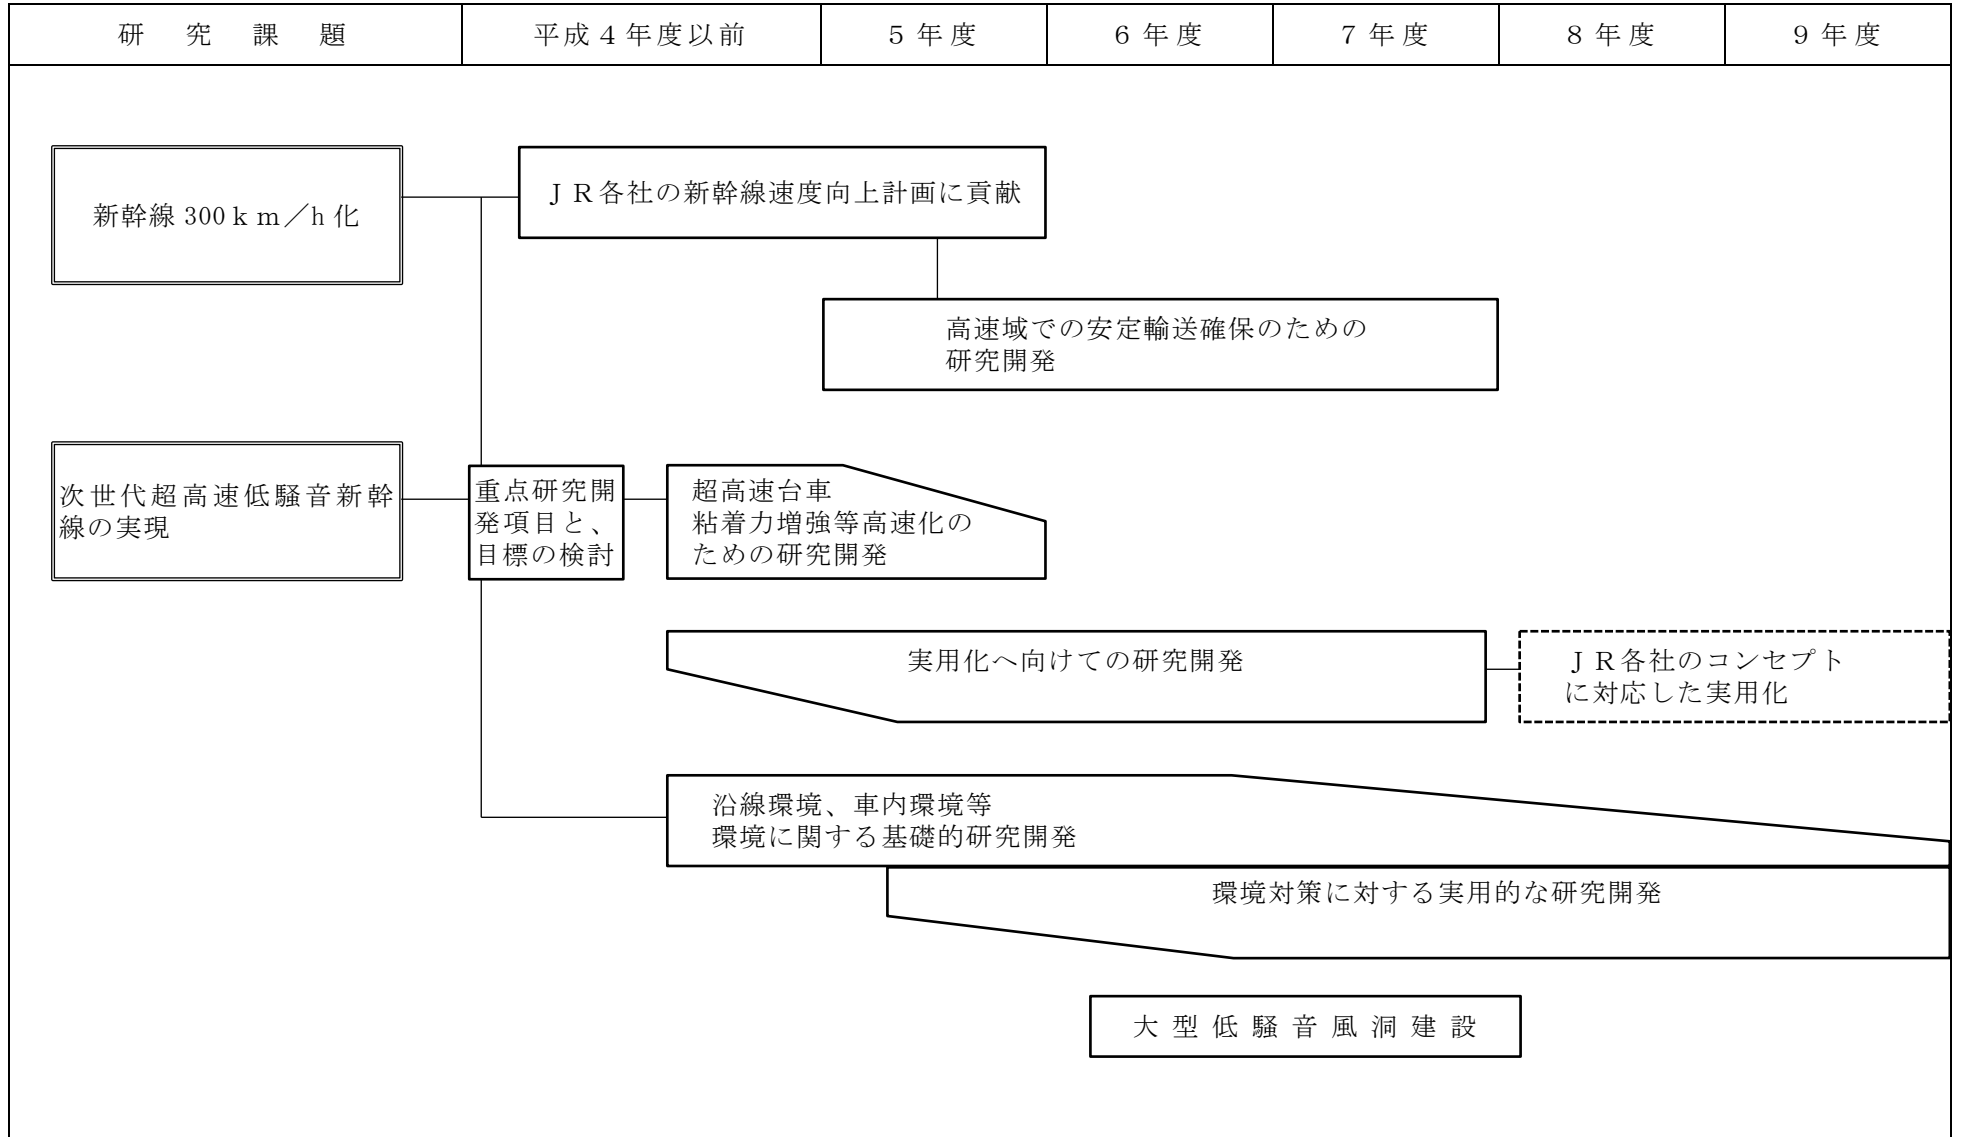 研究課題 平成４年度以前 ５年度 ６年度 ７年度 ８年度 ９年度
新幹線 300ｋｍ／h 化
ＪＲ各社の新幹線速度向上計画に貢献
高速域での安定輸送確保のための
研究開発
次世代超高速低騒音新幹
線の実現
重点研究開
発項目と、
目標の検討
超高速台車
粘着力増強等高速化の
ための研究開発
実用化へ向けての研究開発
ＪＲ各社のコンセプト
に対応した実用化
沿線環境、車内環境等
環境に関する基礎的研究開発
環境対策に対する実用的な研究開発
大型低騒音風洞建設